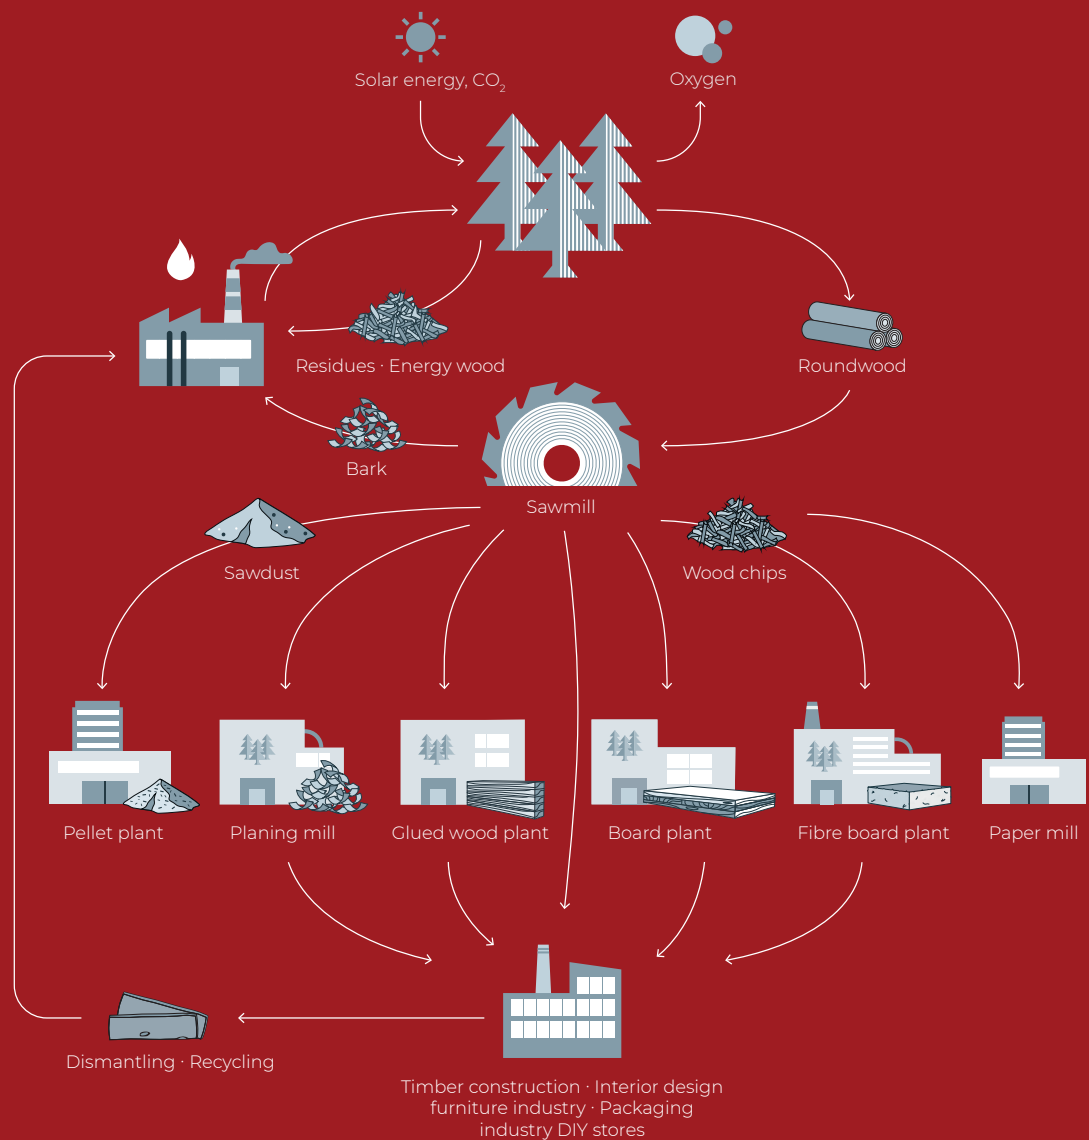 Solar energy, CO₂
Oxygen
Residues · Energy wood
Roundwood
Bark
Sawmill
Sawdust
Wood chips
Pellet plant
Planing mill
Glued wood plant
Board plant
Fibre board plant
Paper mill
Dismantling · Recycling
Timber construction · Interior design
furniture industry · Packaging
industry DIY stores